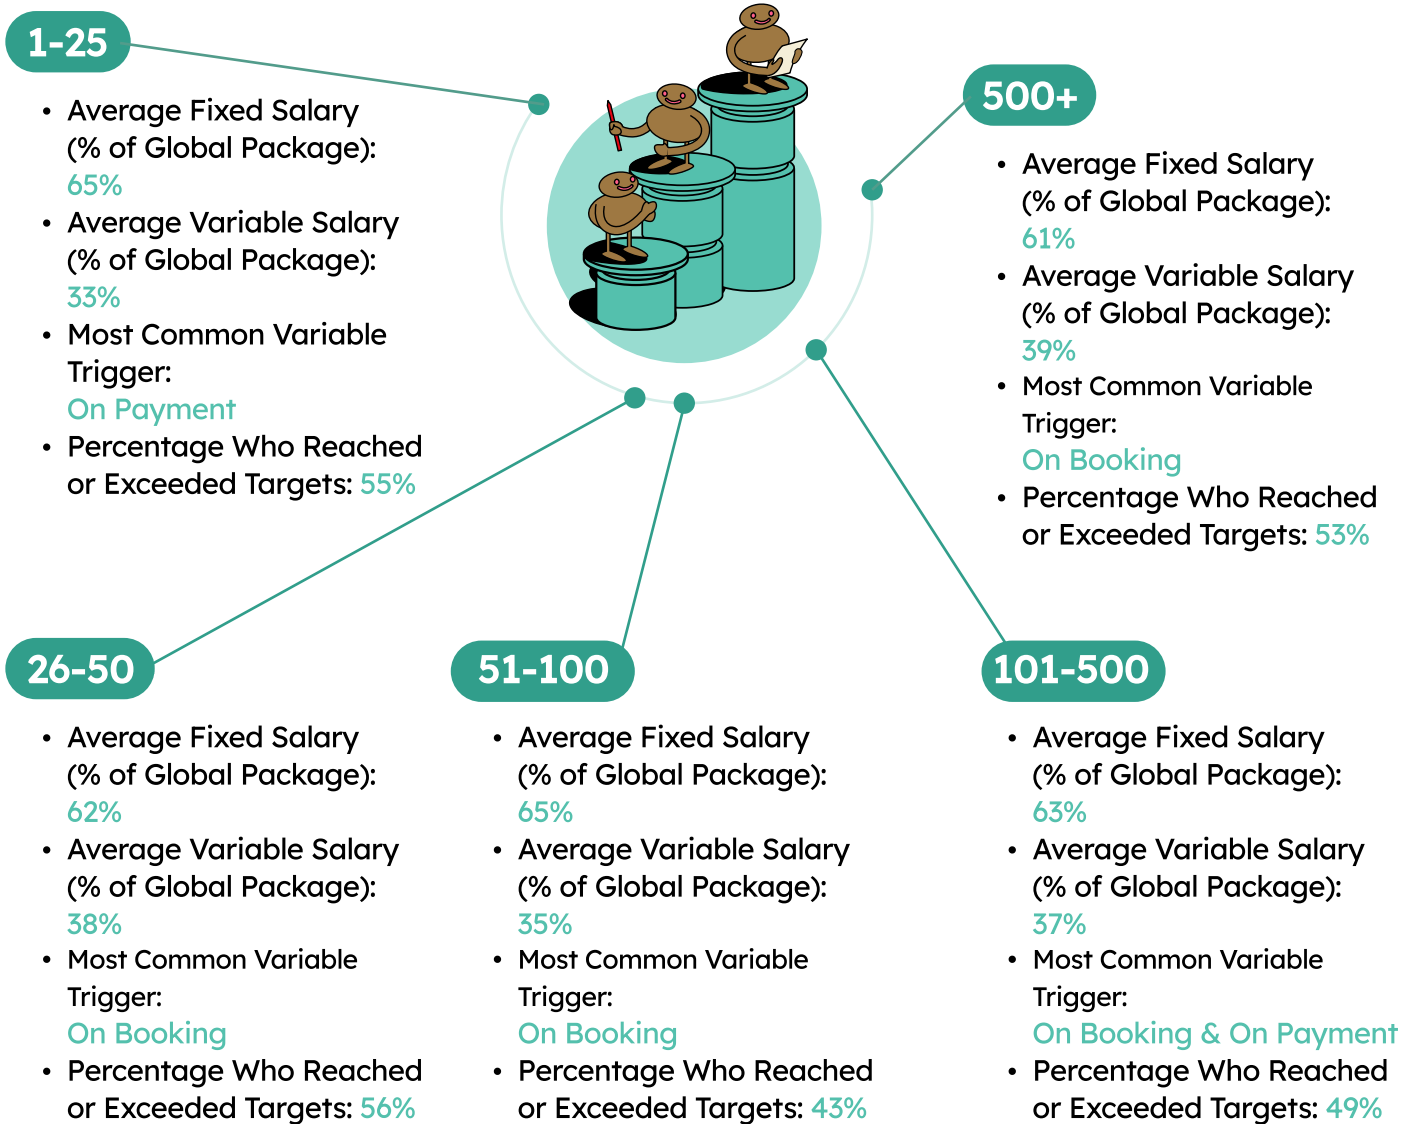 1-25
• Average Fixed Salary
(% of Global Package):
65%
• Average Variable Salary
(% of Global Package):
33%
• Most Common Variable
Trigger:
On Payment
• Percentage Who Reached
or Exceeded Targets: 55%
500+
• Average Fixed Salary
(% of Global Package):
61%
• Average Variable Salary
(% of Global Package):
39%
• Most Common Variable
Trigger:
On Booking
• Percentage Who Reached
or Exceeded Targets: 53%
26-50
• Average Fixed Salary
(% of Global Package):
62%
• Average Variable Salary
(% of Global Package):
38%
• Most Common Variable
Trigger:
On Booking
• Percentage Who Reached
or Exceeded Targets: 56%
51-100
• Average Fixed Salary
(% of Global Package):
65%
• Average Variable Salary
(% of Global Package):
35%
• Most Common Variable
Trigger:
On Booking
• Percentage Who Reached
or Exceeded Targets: 43%
101-500
• Average Fixed Salary
(% of Global Package):
63%
• Average Variable Salary
(% of Global Package):
37%
• Most Common Variable
Trigger:
On Booking & On Payment
• Percentage Who Reached
or Exceeded Targets: 49%